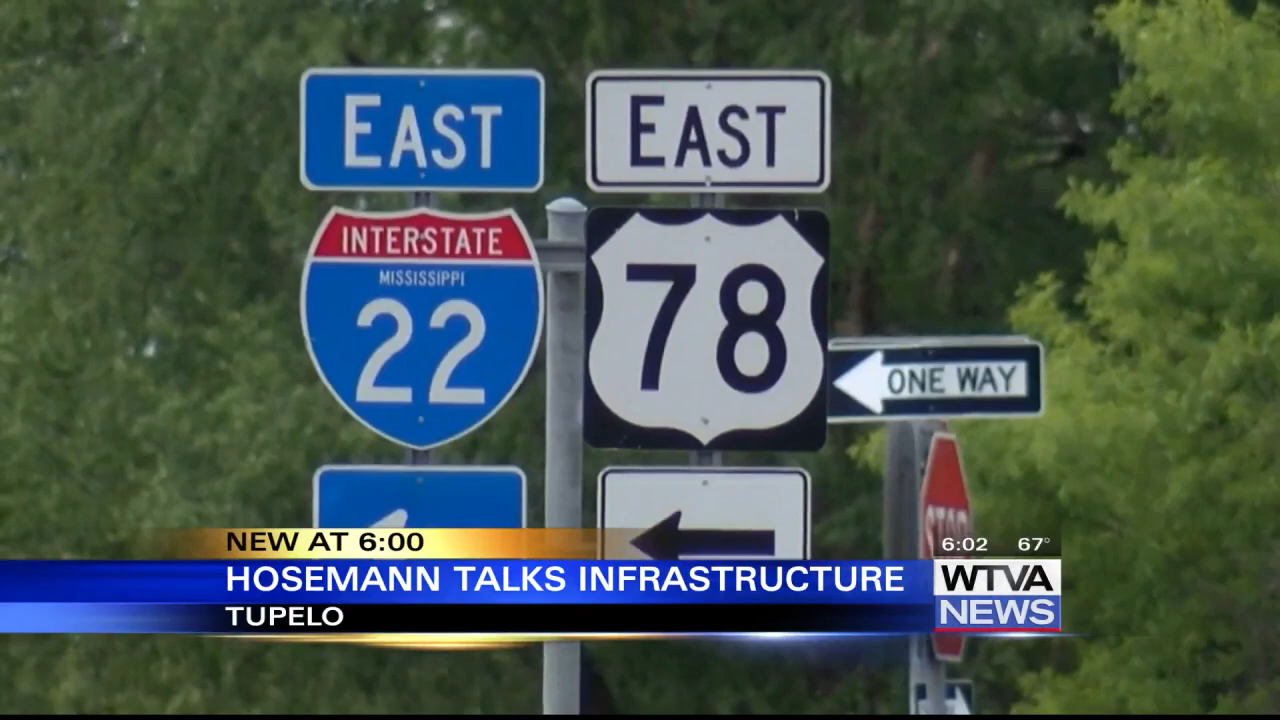 EAST
EAST
INTERSTATE
MISSISSIPPI
22
78
ONE WAY
STOP
NEW AT 6:00
HOSEMANN TALKS INFRASTRUCTURE
TUPELO
6:02 67°
WTVA
NEWS